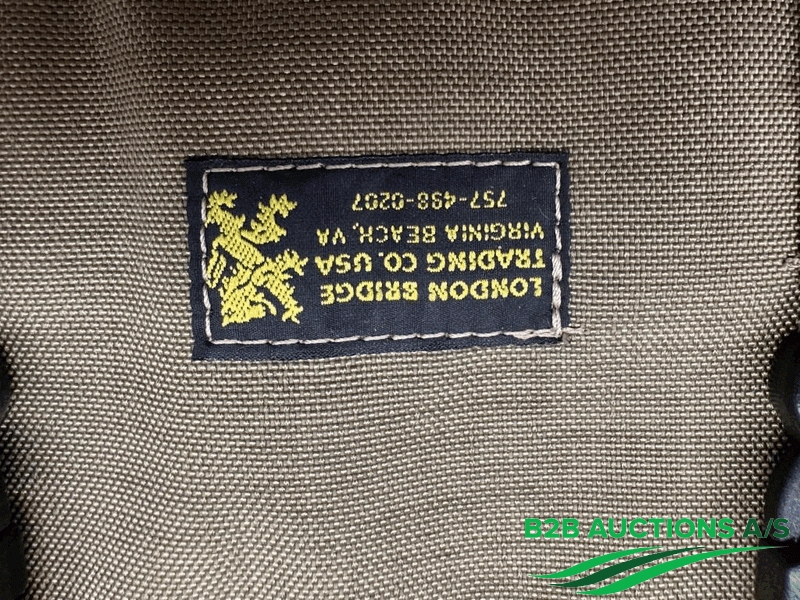 LONDON BRIDGE
TRADING CO. USA
VIRGINIA BEACH, VA
757-498-0207
B2B AUCTIONS A/S